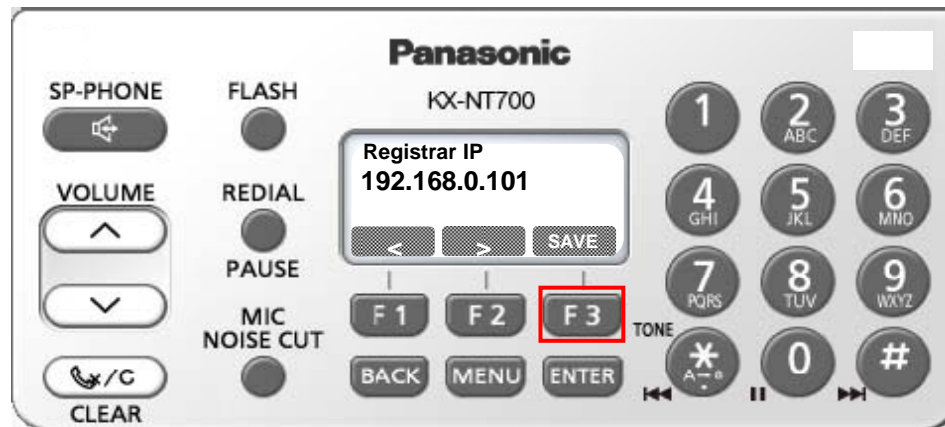 Panasonic
KX-NT700
SP-PHONE
FLASH
VOLUME
REDIAL
PAUSE
MIC
NOISE CUT
/C
CLEAR
Registrar IP
192.168.0.101
< > SAVE
F 1 F 2 F 3
BACK MENU ENTER
1 2 ABC 3 DEF
4 GHI 5 JKL 6 MNO
7 PQRS 8 TUV 9 WXYZ
TONE
* 0 #